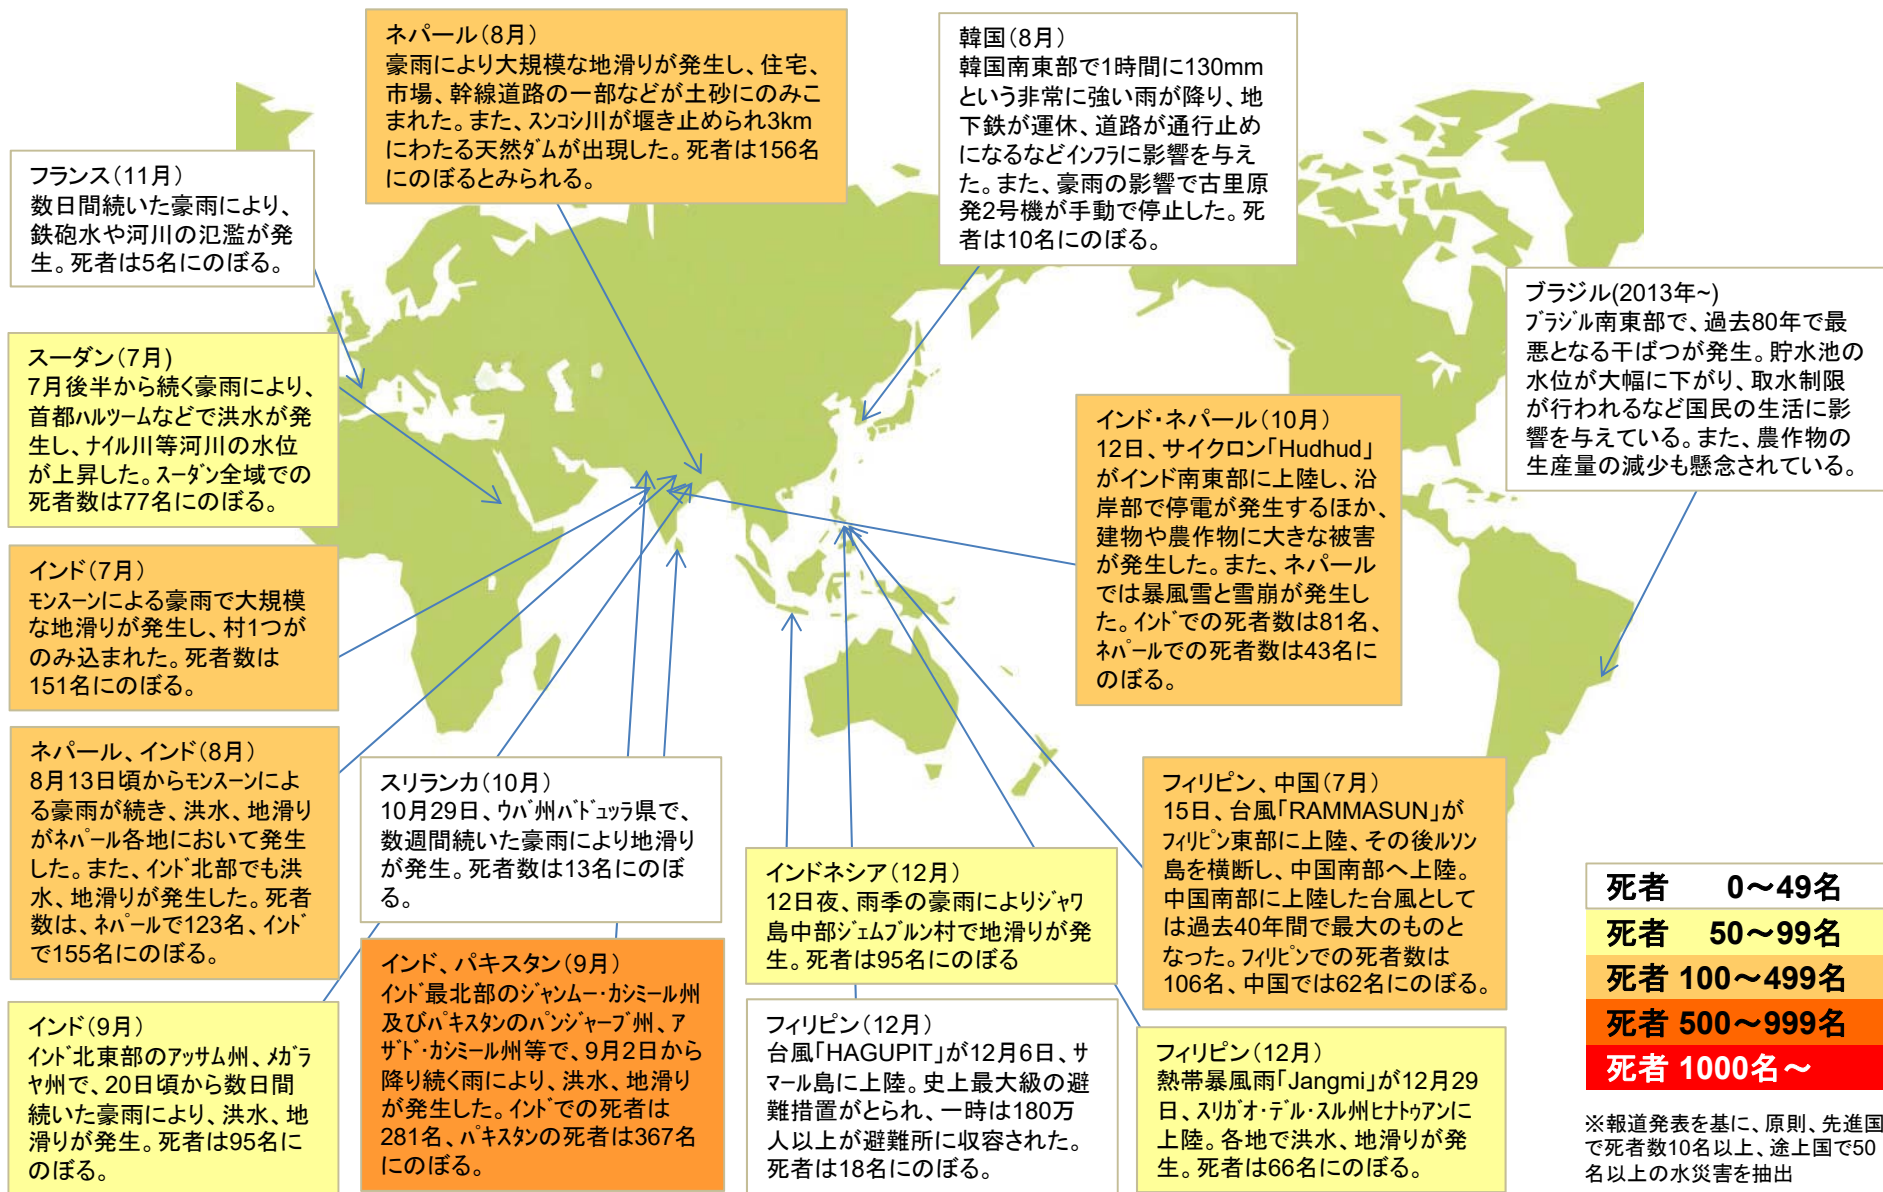 ネパール(8月)
豪雨により大規模な地滑りが発生し、住宅、
市場、幹線道路の一部などが土砂にのみこ
まれた。また、スンコシ川が堰き止められ3km
にわたる天然ダムが出現した。死者は156名
にのぼるとみられる。
韓国(8月)
韓国南東部で1時間に130mm
という非常に強い雨が降り、地
下鉄が運休、道路が通行止め
になるなどインフラに影響を与え
た。また、豪雨の影響で古里原
発2号機が手動で停止した。死
者は10名にのぼる。
フランス(11月)
数日間続いた豪雨により、
鉄砲水や河川の氾濫が発
生。死者は5名にのぼる。
ブラジル(2013年~)
ブラジル南東部で、過去80年で最
悪となる干ばつが発生。貯水池の
水位が大幅に下がり、取水制限
が行われるなど国民の生活に影
響を与えている。また、農作物の
生産量の減少も懸念されている。
スーダン(7月)
7月後半から続く豪雨により、
首都ハルツームなどで洪水が発
生し、ナイル川等河川の水位
が上昇した。スーダン全域での
死者数は77名にのぼる。
インド・ネパール(10月)
12日、サイクロン「Hudhud」
がインド南東部に上陸し、沿
岸部で停電が発生するほか、
建物や農作物に大きな被害
が発生した。また、ネパール
では暴風雪と雪崩が発生し
た。インドでの死者数は81名、
ネパールでの死者数は43名に
のぼる。
インド(7月)
モンスーンによる豪雨で大規模
な地滑りが発生し、村1つが
のみ込まれた。死者数は
151名にのぼる。
ネパール、インド(8月)
8月13日頃からモンスーンによ
る豪雨が続き、洪水、地滑り
がネパール各地において発生
した。また、インド北部でも洪
水、地滑りが発生した。死者
数は、ネパールで123名、インド
で155名にのぼる。
スリランカ(10月)
10月29日、ウバ州バドュッラ県で、
数週間続いた豪雨により地滑り
が発生。死者数は13名にのぼ
る。
フィリピン、中国(7月)
15日、台風「RAMMASUN」が
フィリピン東部に上陸、その後ルソン
島を横断し、中国南部へ上陸。
中国南部に上陸した台風として
は過去40年間で最大のものと
なった。フィリピンでの死者数は
106名、中国では62名にのぼる。
インドネシア(12月)
12日夜、雨季の豪雨によりジャワ
島中部ジェムブルン村で地滑りが発
生。死者は95名にのぼる
インド(9月)
インド北東部のアッサム州、メガラ
ヤ州で、20日頃から数日間
続いた豪雨により、洪水、地
滑りが発生。死者は95名に
のぼる。
インド、パキスタン(9月)
インド最北部のジャンムー・カシミール州
及びパキスタンのパンジャーブ州、ア
ザド・カシミール州等で、9月2日から
降り続く雨により、洪水、地滑り
が発生した。インドでの死者は
281名、パキスタンの死者は367名
にのぼる。
フィリピン(12月)
台風「HAGUPIT」が12月6日、サ
マール島に上陸。史上最大級の避
難措置がとられ、一時は180万
人以上が避難所に収容された。
死者は18名にのぼる。
フィリピン(12月)
熱帯暴風雨「Jangmi」が12月29
日、スリガオ・デル・スル州ヒナトゥアンに
上陸。各地で洪水、地滑りが発
生。死者は66名にのぼる。
死者 0～49名
死者 50～99名
死者 100～499名
死者 500～999名
死者 1000名～
※報道発表を基に、原則、先進国
で死者数10名以上、途上国で50
名以上の水災害を抽出